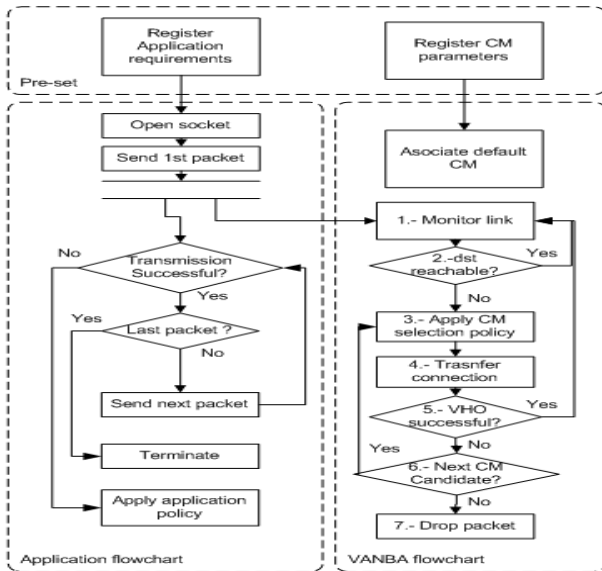 Register
Application
requirements
Register CM
parameters
Pre-set
Open socket
Send 1st packet
Asociate default
CM
1.- Monitor link
No
Transmission
Successful?
Yes
2.-dst
reachable?
Yes
No
Yes
Last packet ?
No
3.- Apply CM
selection policy
4.- Trasnfer
connection
Send next packet
5.- VHO
successful?
Yes
No
Yes
Terminate
6.- Next CM
Candidate?
No
Apply application
policy
7.- Drop packet
Application flowchart
VANBA flowchart